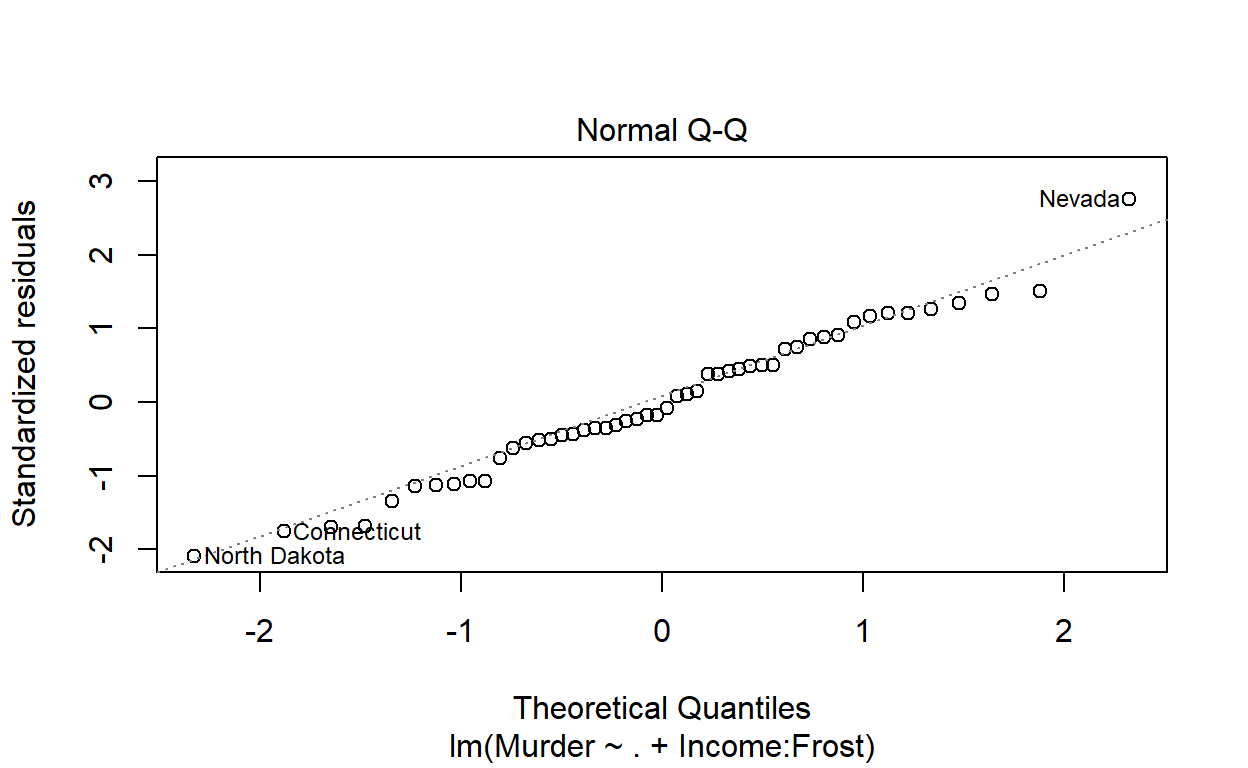 Normal Q-Q
Standardized residuals
3
2
1
0
-1
-2
Nevada
Connecticut
North Dakota
-2 -1 0 1 2
Theoretical Quantiles
lm(Murder ~ . + Income:Frost)